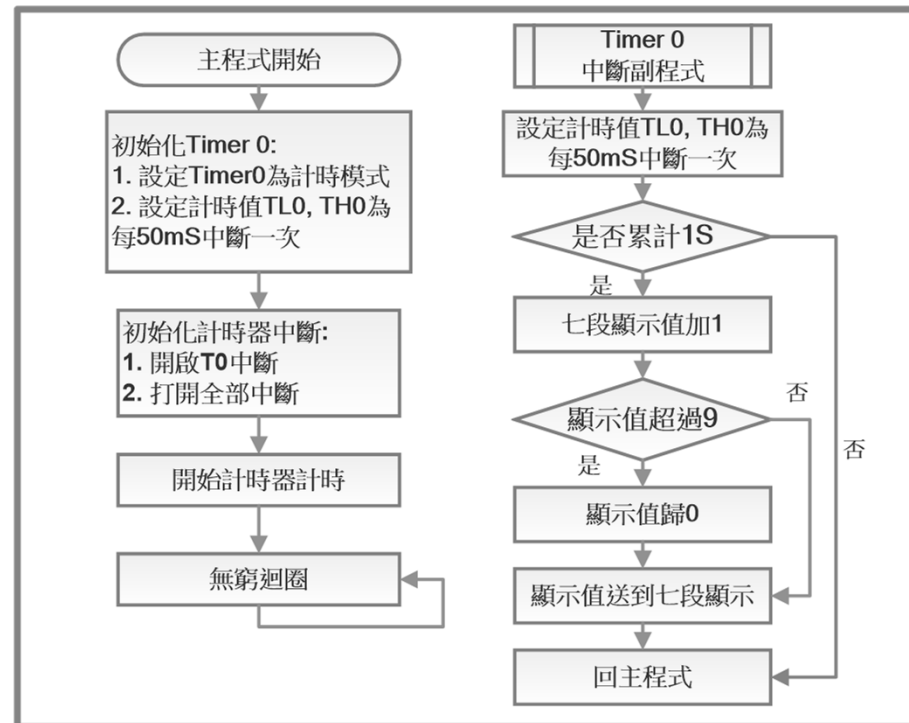 主程式開始
初始化Timer 0:
1. 設定Timer0為計時模式
2. 設定計時值TL0, TH0為
每50mS中斷一次
初始化計時器中斷:
1. 開啟T0中斷
2. 打開全部中斷
開始計時器計時
無窮迴圈
Timer 0
中斷副程式
設定計時值TL0, TH0為
每50mS中斷一次
是否累計1S
是
七段顯示值加1
顯示值超過9
否
否
是
顯示值歸0
顯示值送到七段顯示
回主程式